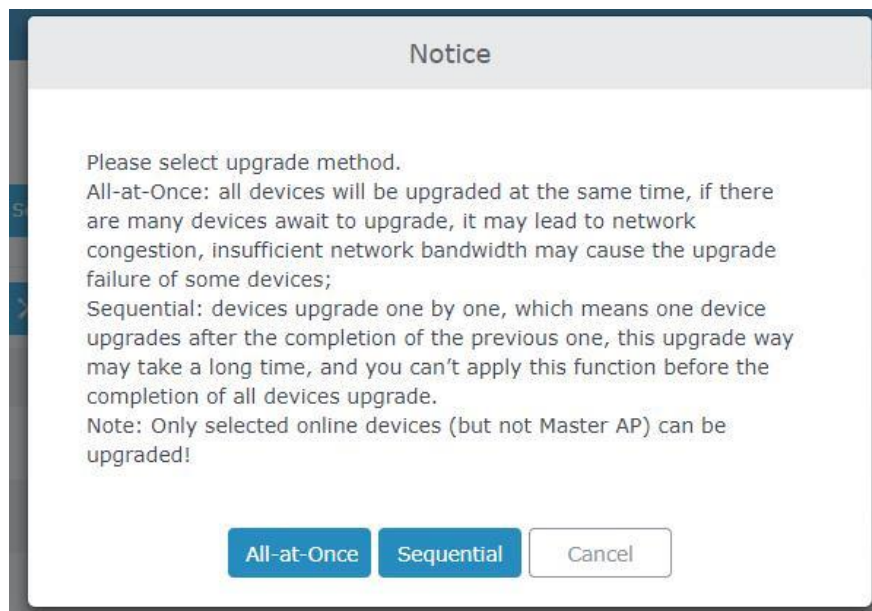 Notice
Please select upgrade method.
All-at-Once: all devices will be upgraded at the same time, if there
are many devices await to upgrade, it may lead to network
congestion, insufficient network bandwidth may cause the upgrade
failure of some devices;
Sequential: devices upgrade one by one, which means one device
upgrades after the completion of the previous one, this upgrade way
may take a long time, and you can’t apply this function before the
completion of all devices upgrade.
Note: Only selected online devices (but not Master AP) can be
upgraded!
All-at-Once Sequential Cancel